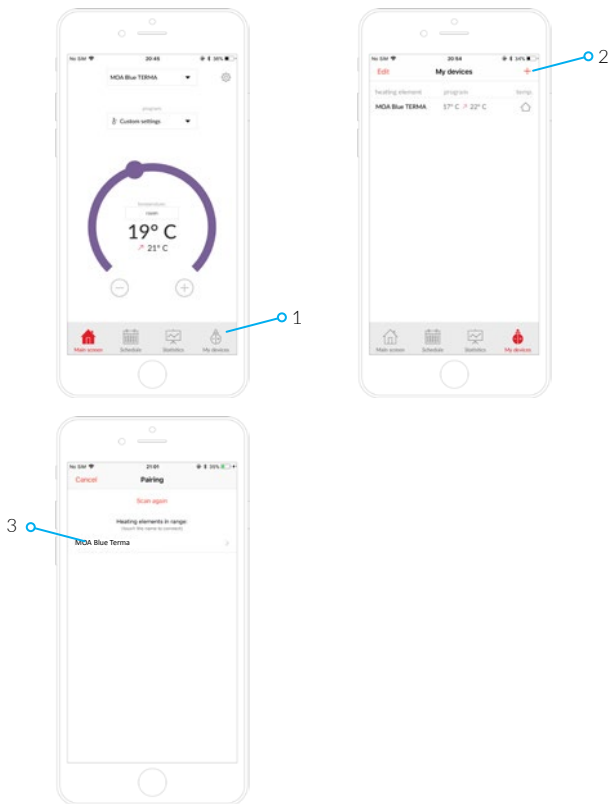 No SIM 20:45 30%
MOA Blue TERMA
program:
Custom settings
temperature:
room
19° C
↗ 21° C
Main screen Schedule Statistics My devices
1
No SIM 20:54 34%
Edit My devices +
2
heating element program temp.
MOA Blue TERMA 17° C ↗ 22° C
Main screen Schedule Statistics My devices
No SIM 21:01 35%
Cancel Pairing
Scan again
Heating elements in range:
3
MOA Blue Terma >